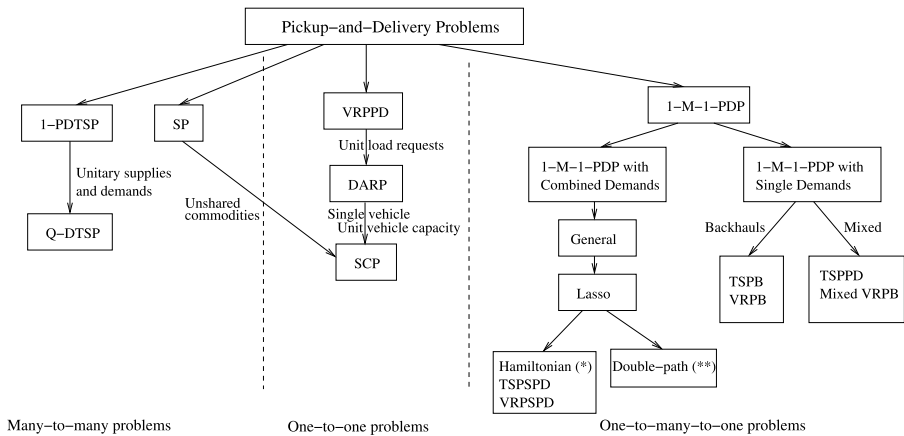 Pickup−and−Delivery Problems
1−PDTSP
SP
VRPPD
1−M−1−PDP
Unit load requests
Unitary supplies
and demands
1−M−1−PDP with
Combined Demands
1−M−1−PDP with
Single Demands
DARP
Unshared
commodities
Single vehicle
Unit vehicle capacity
Q−DTSP
General
Backhauls
Mixed
SCP
Lasso
TSPB
VRPB
TSPPD
Mixed VRPB
Hamiltonian (*)
TSPSPD
VRPSPD
Double−path (**)
Many−to−many problems
One−to−one problems
One−to−many−to−one problems